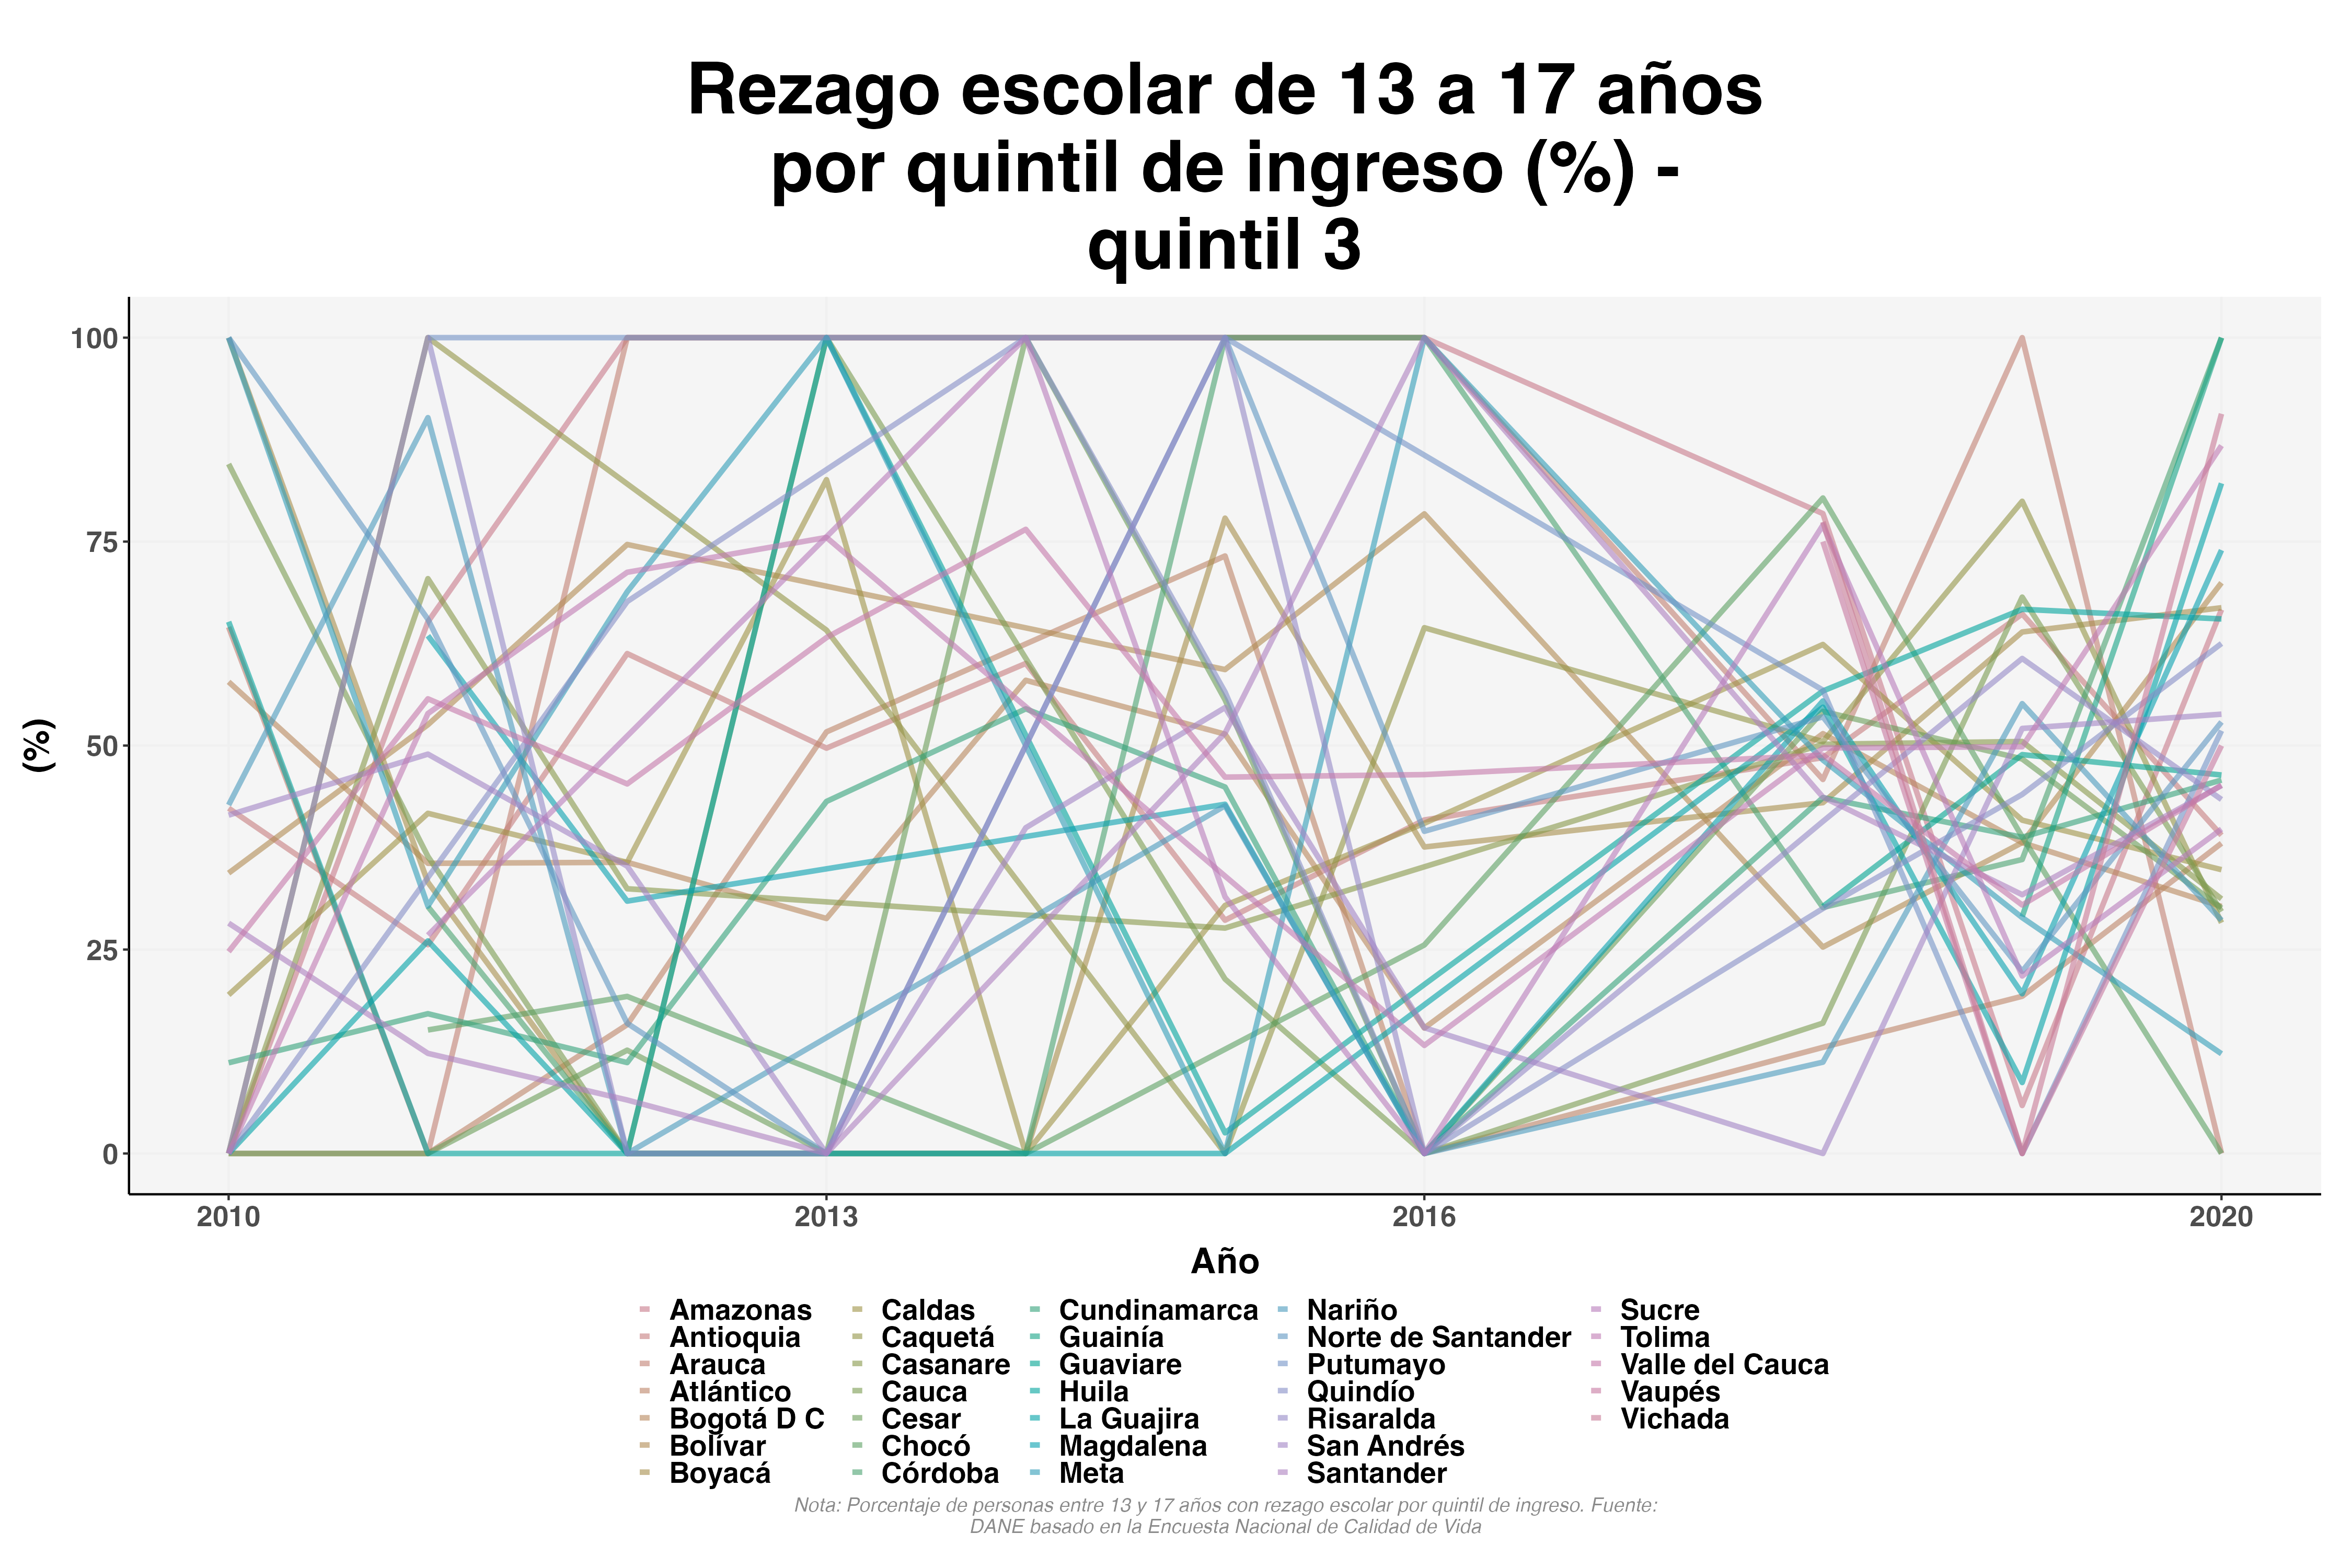 Rezago escolar de 13 a 17 años
por quintil de ingreso (%) -
quintil 3
(%)
100
75
50
25
0
2010 2013 2016 2020
Año
Amazonas Caldas Cundinamarca Nariño Sucre
Antioquia Caquetá Guainía Norte de Santander Tolima
Arauca Casanare Guaviare Putumayo Valle del Cauca
Atlántico Cauca Huila Quindío Vaupés
Bogotá D C Cesar La Guajira Risaralda Vichada
Bolívar Chocó Magdalena San Andrés
Boyacá Córdoba Meta Santander
Nota: Porcentaje de personas entre 13 y 17 años con rezago escolar por quintil de ingreso. Fuente:
DANE basado en la Encuesta Nacional de Calidad de Vida